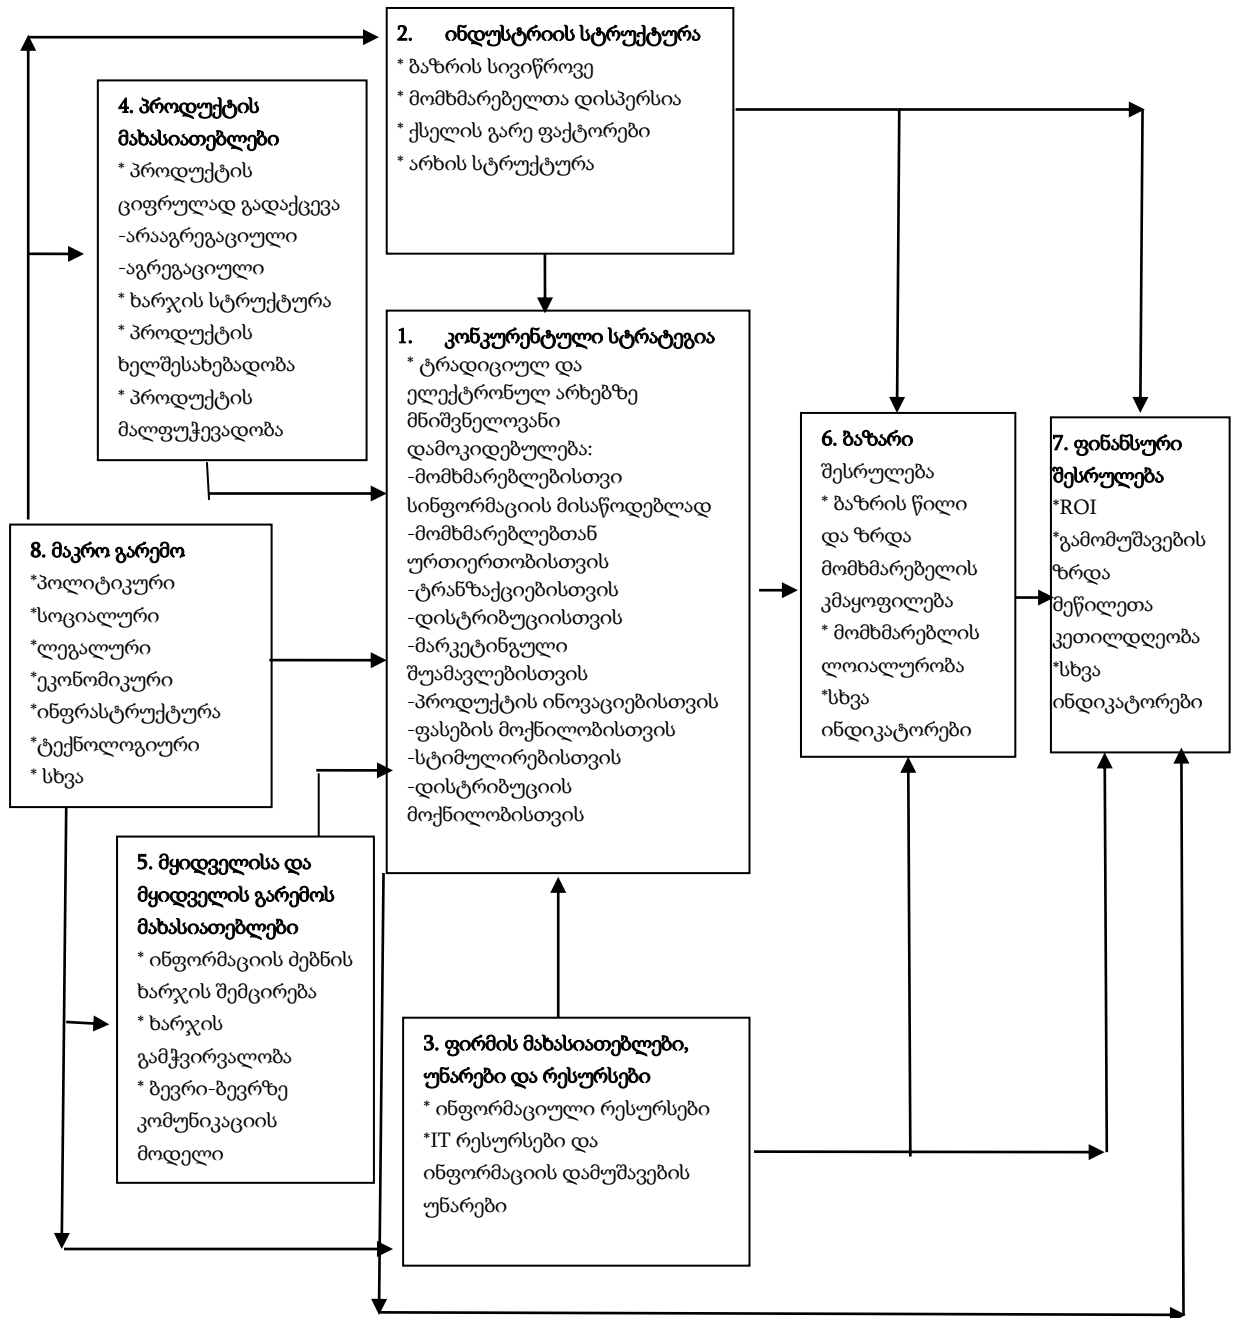 2. ინდუსტრიის სტრუქტურა
* ბაზრის სივიწროვე
* მომხმარებელთა დისპერსია
* ქსელის გარე ფაქტორები
* არხის სტრუქტურა
4. პროდუქტის
მახასიათებლები
* პროდუქტის
ციფრულად გადაქცევა
-არააგრეგაციული
-აგრეგაციული
* ხარჯის სტრუქტურა
* პროდუქტის
ხელშესახებადობა
* პროდუქტის
მალფუჭევადობა
1. კონკურენტული სტრატეგია
* ტრადიციულ და
ელექტრონულ არხებზე
მნიშვნელოვანი
დამოკიდებულება:
-მომხმარებლებისთვი
სინფორმაციის მისაწოდებლად
-მომხმარებლებთან
ურთიერთობისთვის
-ტრანზაქციებისთვის
-დისტრიბუციისთვის
-მარკეტინგული
შუამავლებისთვის
-პროდუქტის ინოვაციებისთვის
-ფასების მოქნილობისთვის
-სტიმულირებისთვის
-დისტრიბუციის
მოქნილობისთვის
6. ბაზარი
შესრულება
* ბაზრის წილი
და ზრდა
მომხმარებელის
კმაყოფილება
* მომხმარებლის
ლოიალურობა
*სხვა
ინდიკატორები
7. ფინანსური
შესრულება
*ROI
*გამომუშავების
ზრდა
მეწილეთა
კეთილდღეობა
*სხვა
ინდიკატორები
8. მაკრო გარემო
*პოლიტიკური
*სოციალური
*ლეგალური
*ეკონომიკური
*ინფრასტრუქტურა
*ტექნოლოგიური
* სხვა
5. მყიდველისა და
მყიდველის გარემოს
მახასიათებლები
* ინფორმაციის ძებნის
ხარჯის შემცირება
* ხარჯის
გამჭვირვალობა
* ბევრი-ბევრზე
კომუნიკაციის
მოდელი
3. ფირმის მახასიათებლები,
უნარები და რესურსები
* ინფორმაციული რესურსები
*IT რესურსები და
ინფორმაციის დამუშავების
უნარები